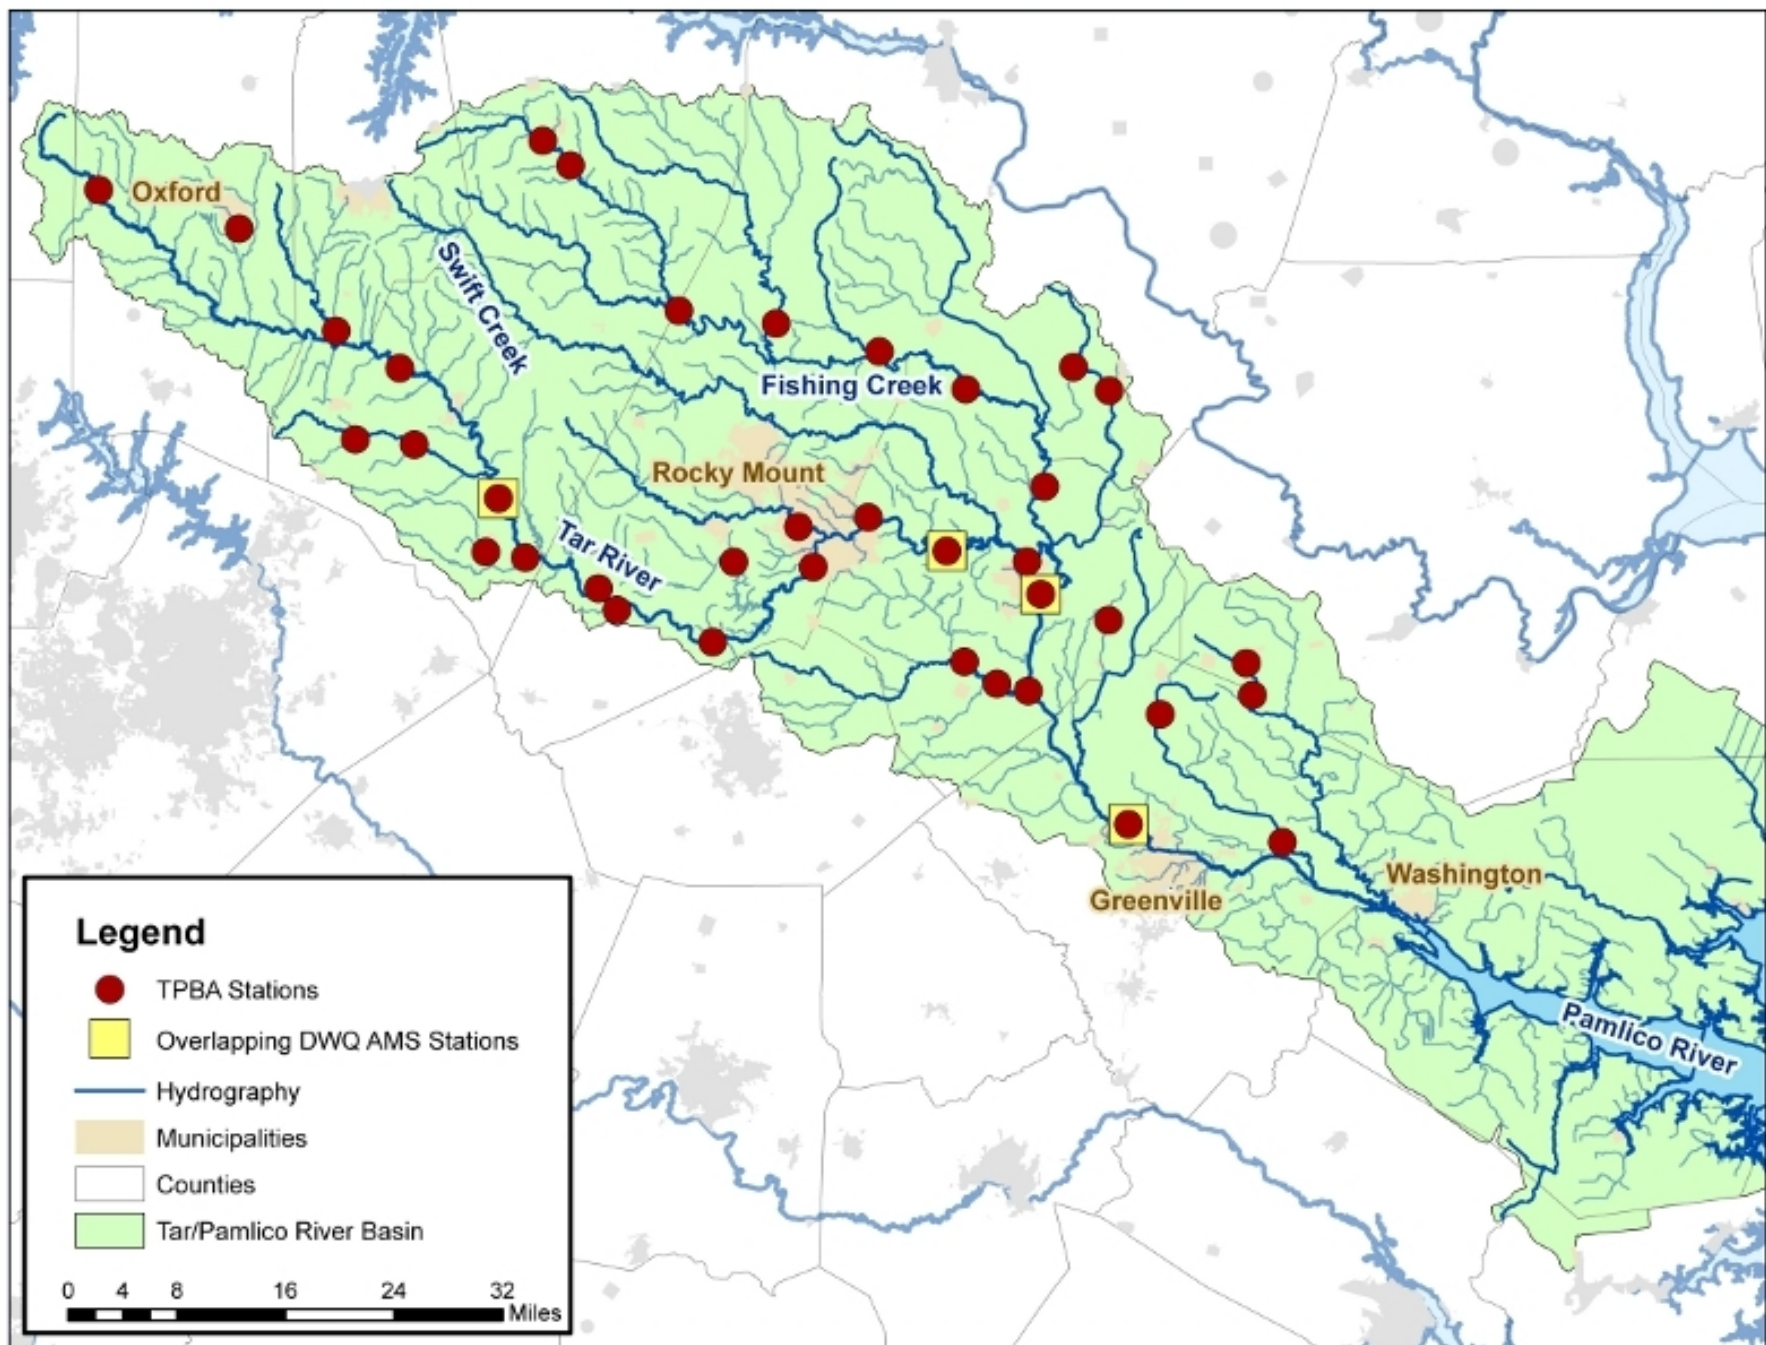 Oxford
Swift Creek
Fishing Creek
Rocky Mount
Tar River
Washington
Greenville
Pamlico River
Legend
TPBA Stations
Overlapping DWQ AMS Stations
Hydrography
Municipalities
Counties
Tar/Pamlico River Basin
0 4 8 16 24 32
Miles